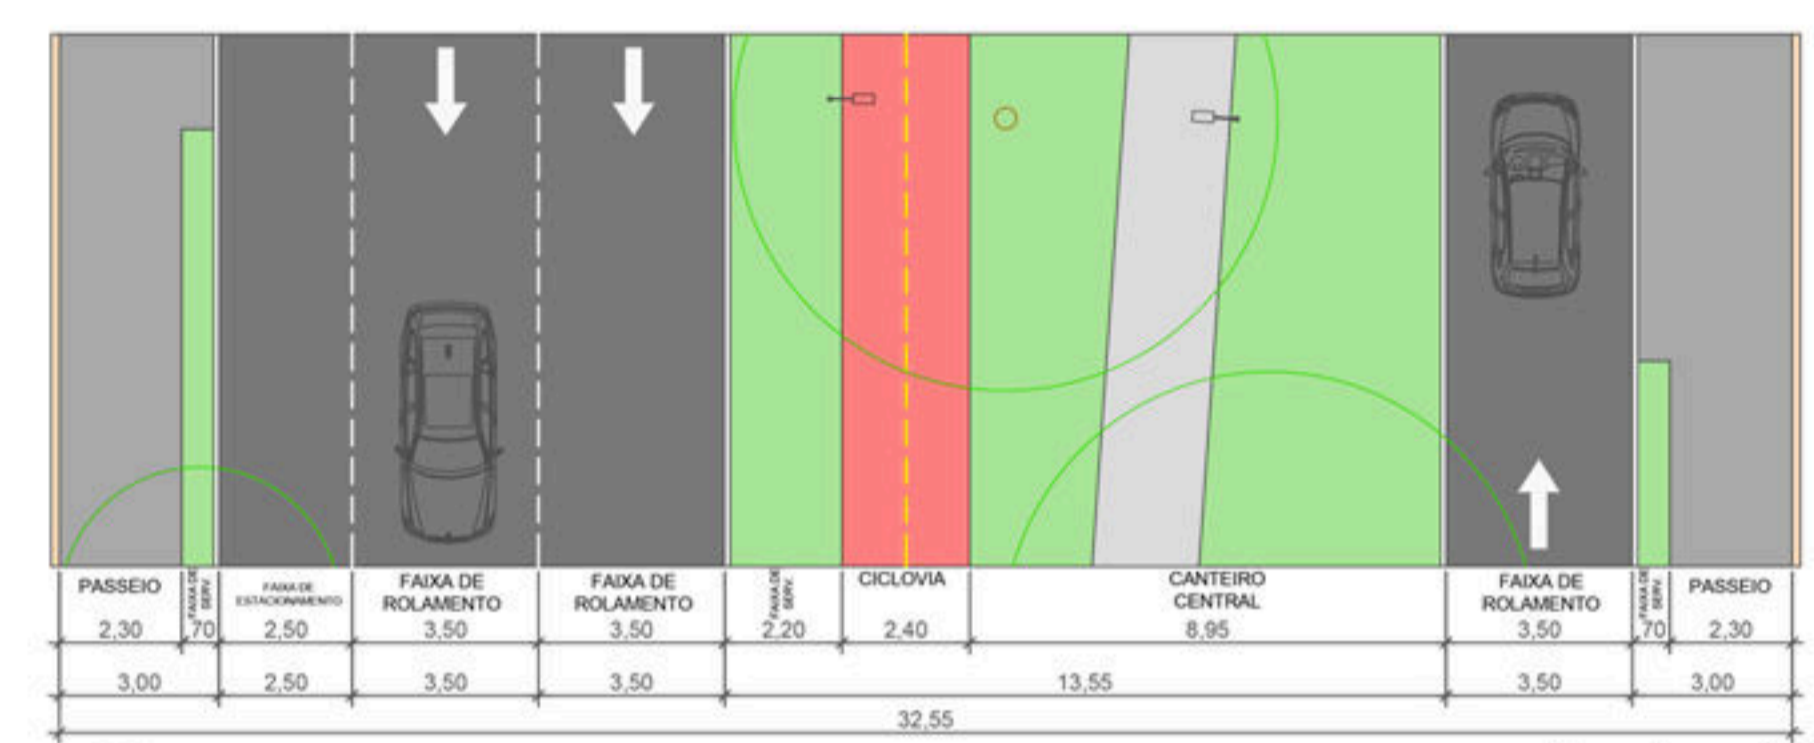 PASSEIO
FAIXA DE
SERV.
FAIXA DE
ESTACIONAMENTO
FAIXA DE
ROLAMENTO
FAIXA DE
ROLAMENTO
FAIXA DE
SERV.
CICLOVIA
CANTEIRO
CENTRAL
FAIXA DE
ROLAMENTO
FAIXA DE
SERV.
PASSEIO
2,30 70 2,50 3,50 3,50 2,20 2,40 8,95 3,50 70 2,30
3,00 2,50 3,50 3,50 13,55 3,50 3,00
32,55